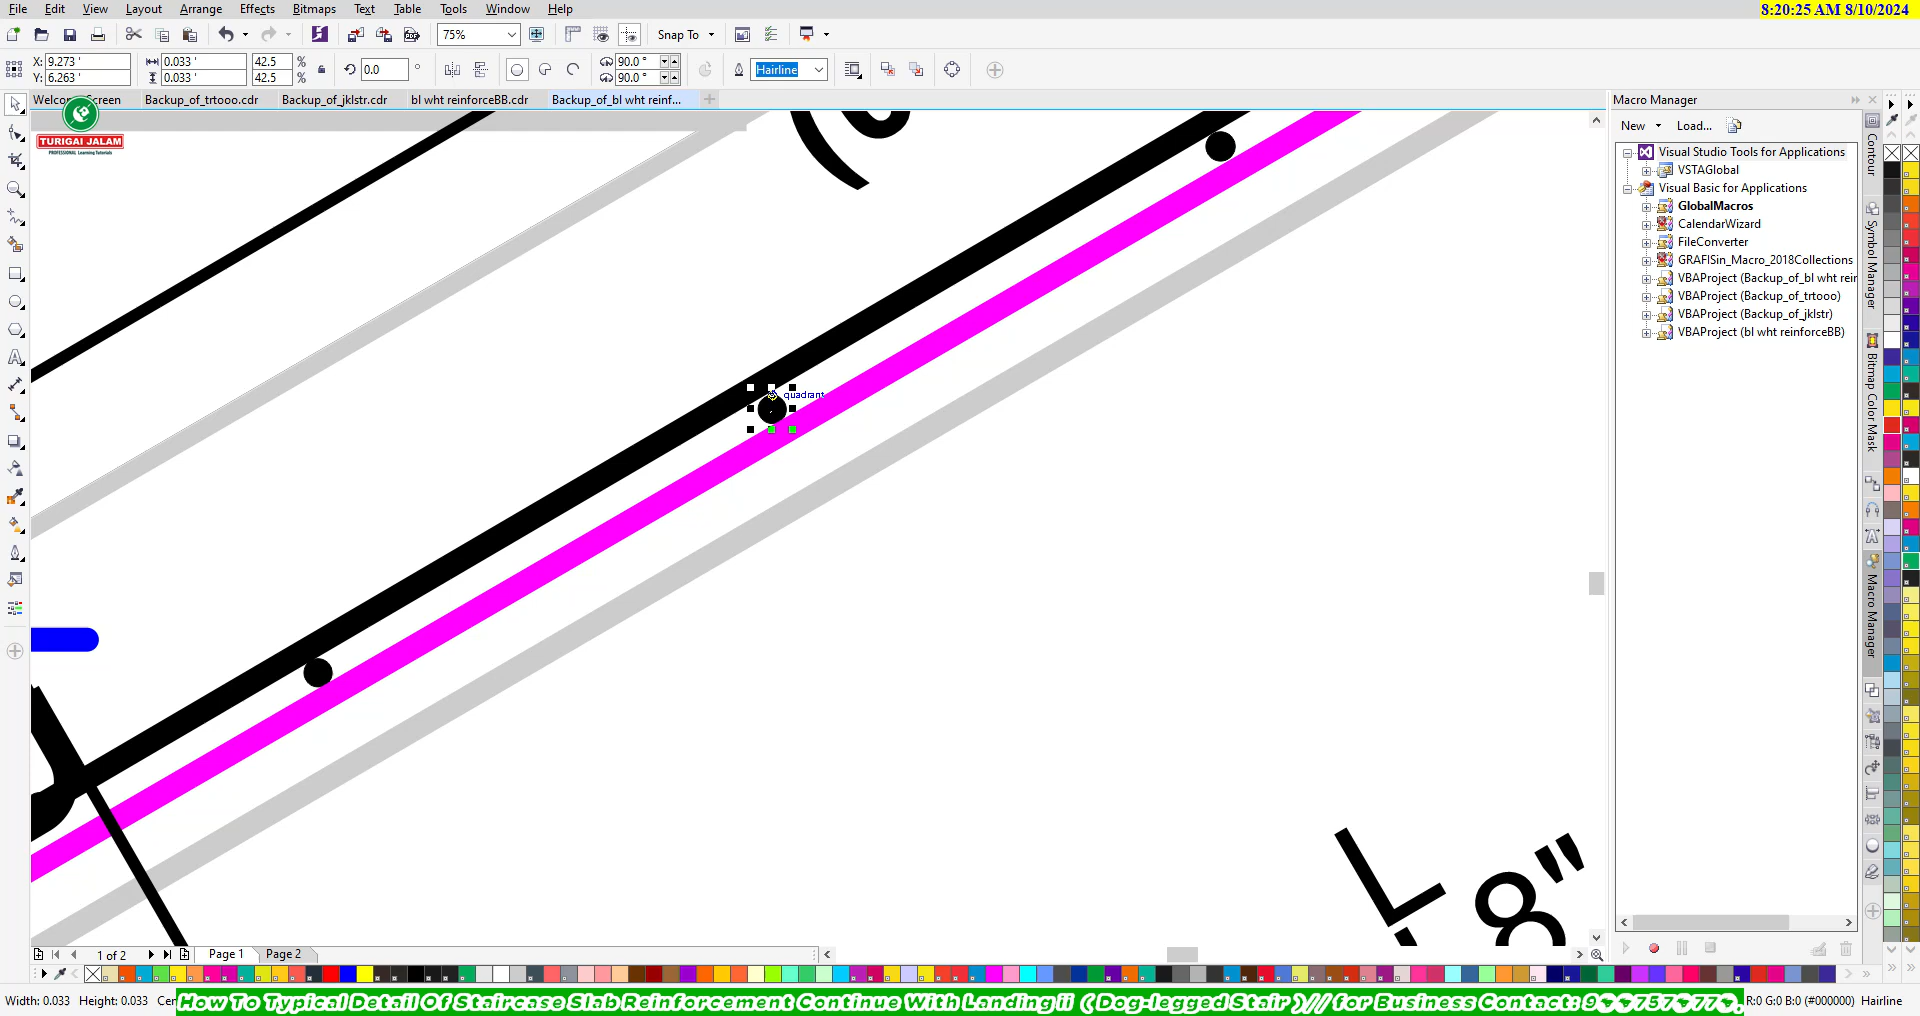 File Edit View Layout Arrange Effects Bitmaps Text Table Tools Window Help
8:20:25 AM 8/10/2024
75%
Snap To
X: 9.273 '
Y: 6.263 '
0.033 '
0.033 '
42.5 %
42.5 %
0.0 °
90.0 °
90.0 °
Hairline
Backup_of_trtooo.cdr
Backup_of_jklstr.cdr
bl wht reinforceBB.cdr
Backup_of_bl wht reinf...
TURIGAI JALAM
PROFESSIONAL Learning Tutorials
quadrant
L
8"
Macro Manager
New Load...
Visual Studio Tools for Applications
VSTAGlobal
Visual Basic for Applications
GlobalMacros
CalendarWizard
FileConverter
GRAFISin_Macro_2018Collections
VBAProject (Backup_of_bl wht rein
VBAProject (Backup_of_trtooo)
VBAProject (Backup_of_jklstr)
VBAProject (bl wht reinforceBB)
Contour
Symbol Manager
Bitmap Color Mask
Macro Manager
1 of 2
Page 1
Page 2
Width: 0.033 Height: 0.033 Cen
How To Typical Detail Of Staircase Slab Reinforcement Continue With Landing ii ( Dog-legged Stair )// for Business Contact:
R:0 G:0 B:0 (#000000) Hairline